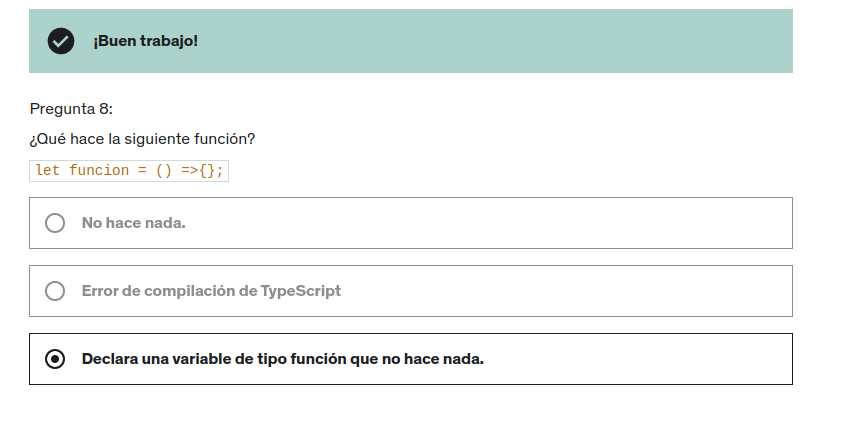 ¡Buen trabajo!
Pregunta 8:
¿Qué hace la siguiente función?
let funcion = () =>{};
No hace nada.
Error de compilación de TypeScript
Declara una variable de tipo función que no hace nada.